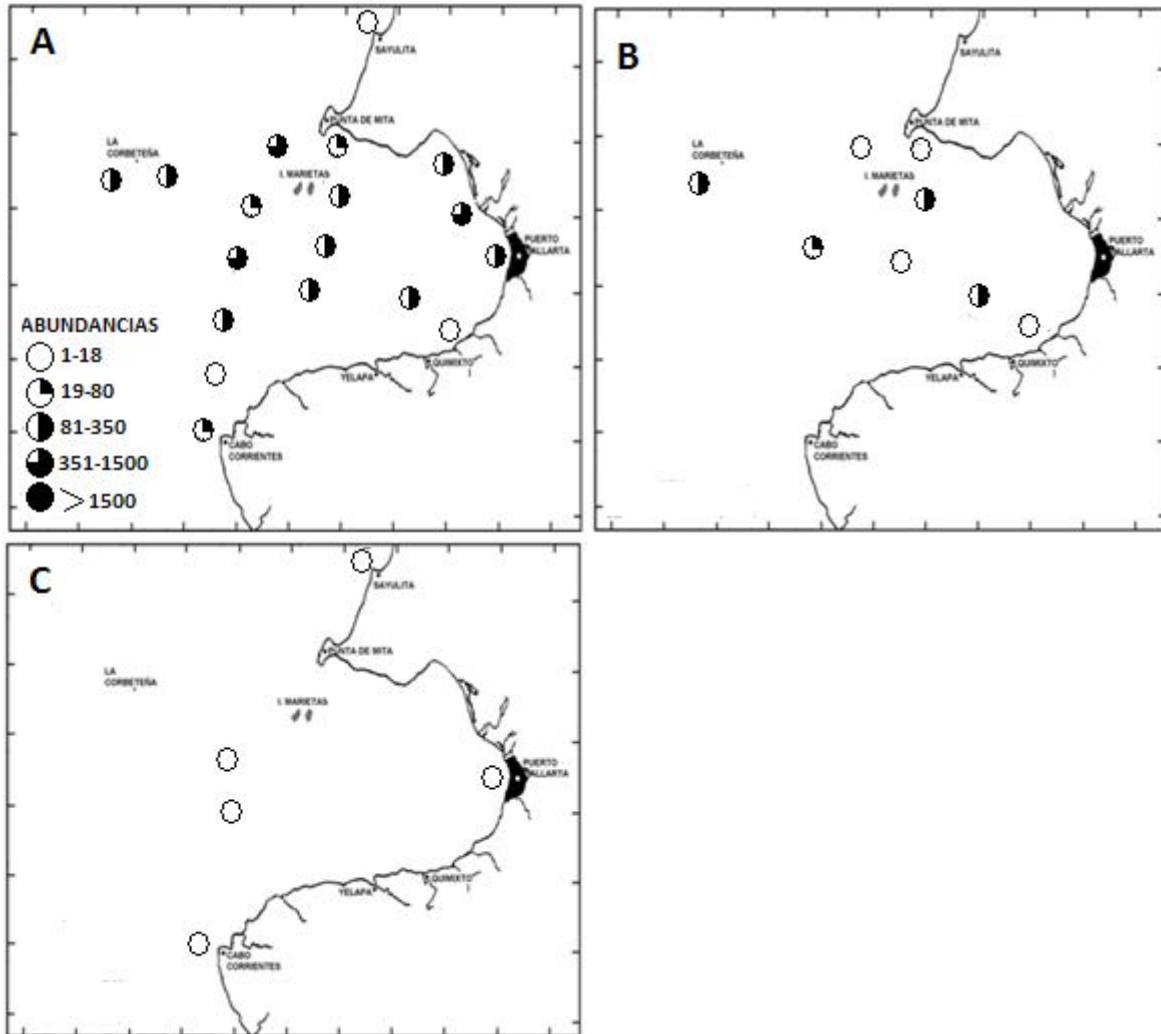 A
SAYULITA
PUNTA DE MITA
LA
CORBETEÑA
I. MARIETAS
PUERTO
VALLARTA
ABUNDANCIAS
1-18
19-80
81-350
351-1500
>1500
YELAPA
QUIMIXTO
CABO
CORRIENTES
B
SAYULITA
PUNTA DE MITA
LA
CORBETEÑA
I. MARIETAS
PUERTO
VALLARTA
YELAPA
QUIMIXTO
CABO
CORRIENTES
C
SAYULITA
PUNTA DE MITA
LA
CORBETEÑA
I. MARIETAS
PUERTO
VALLARTA
YELAPA
QUIMIXTO
CABO
CORRIENTES